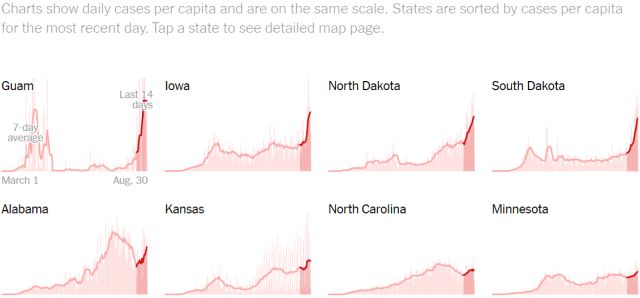 Charts show daily cases per capita and are on the same scale. States are sorted by cases per capita
for the most recent day. Tap a state to see detailed map page.
Guam
Iowa
North Dakota
South Dakota
Last 14
days
7-day
average
March 1
Aug. 30
Alabama
Kansas
North Carolina
Minnesota